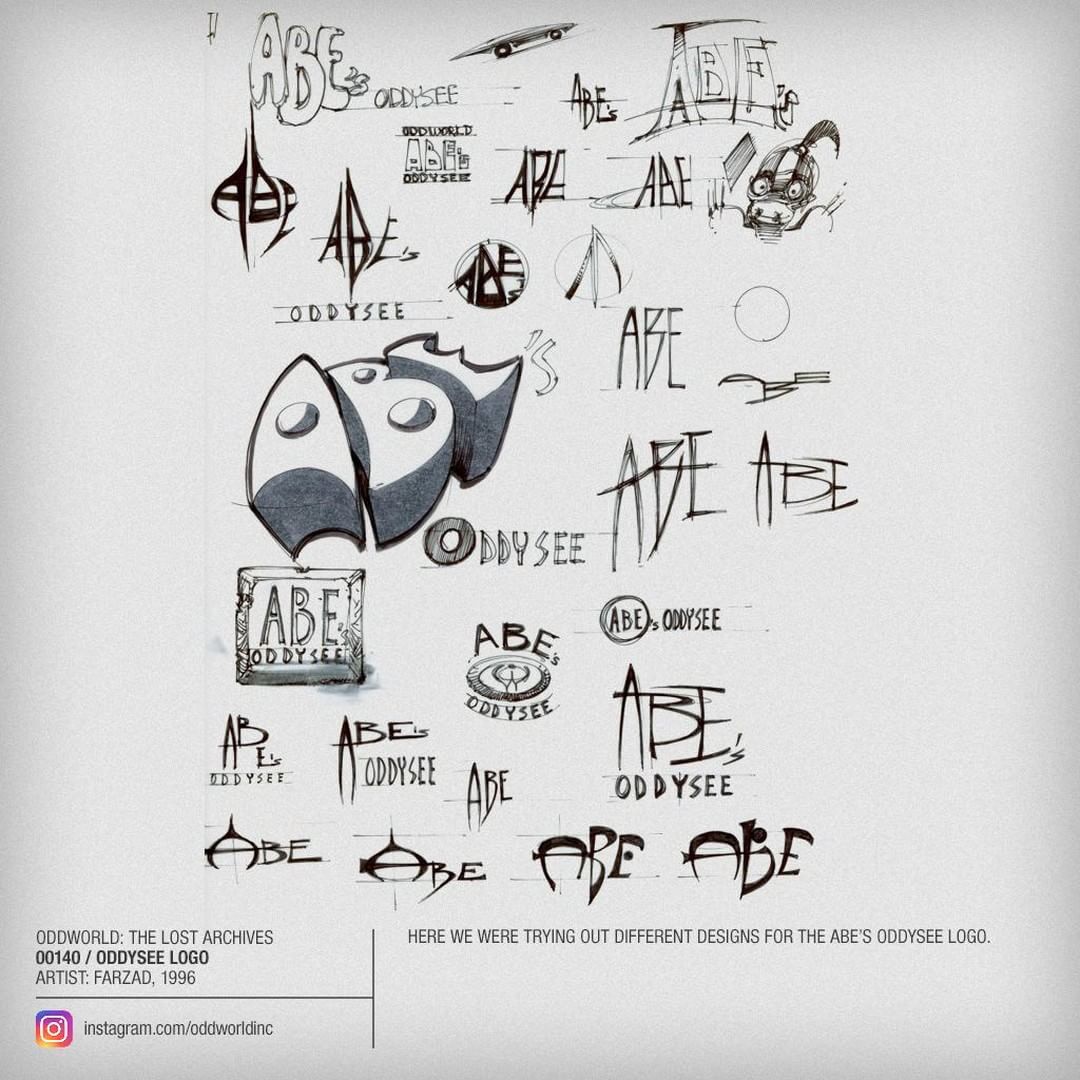 ABE's
ODDYSEE
ABE's
ABE's
ODDWORLD
ABE's
ODDYSEE
ABE
ABE
ABE
ABE's
ODDYSEE
ABE's
ABE
ABE
ABE's
ODDYSEE
ABE
ABE
ABE's
ODDYSEE
ABE's ODDYSEE
ABE's
ODDYSEE
ABE's
ODDYSEE
ABE's
ODDYSEE
ABE's
ODDYSEE
ABE
ABE
ABE
ABE
ABE
ODDWORLD: THE LOST ARCHIVES
00140 / ODDYSEE LOGO
ARTIST: FARZAD, 1996
instagram.com/oddworldinc
HERE WE WERE TRYING OUT DIFFERENT DESIGNS FOR THE ABE'S ODDYSEE LOGO.